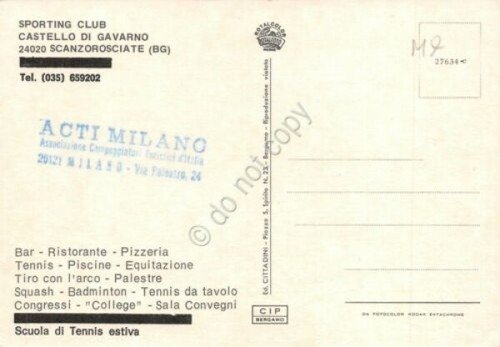 SPORTING CLUB
CASTELLO DI GAVARNO
24020 SCANZOROSCIATE (BG)
Tel. (035) 659202
ACTI MILANO
Associazione Campeggiatori Turistici d'Italia
20121 MILANO - Via Palestro, 24
Bar - Ristorante - Pizzeria
Tennis - Piscine - Equitazione
Tiro con l'arco - Palestre
Squash - Badminton - Tennis da tavolo
Congressi - "College" - Sala Convegni
Scuola di Tennis estiva
ROTALCOLOR
Ed. CITTADINI - Piazza S. Spirito N. 23 - Bergamo - Riproduzione vietata
CIP
BERGAMO
27634
DA FOTOCOLOR KODAK EKTACHROME
© do not copy